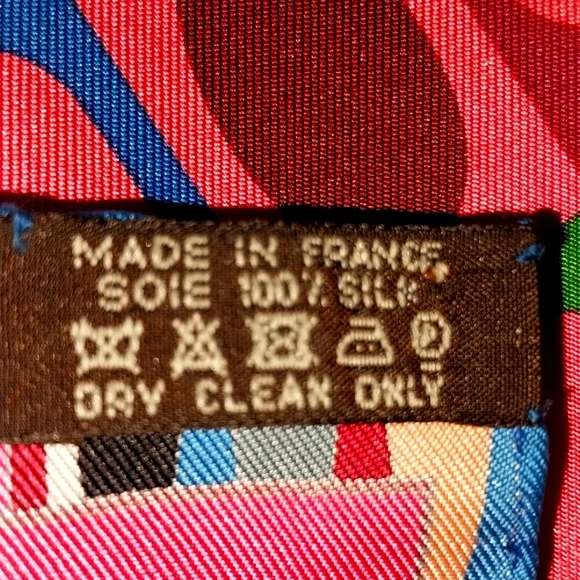 MADE IN FRANCE
SOIE 100% SILK
P
DRY CLEAN ONLY